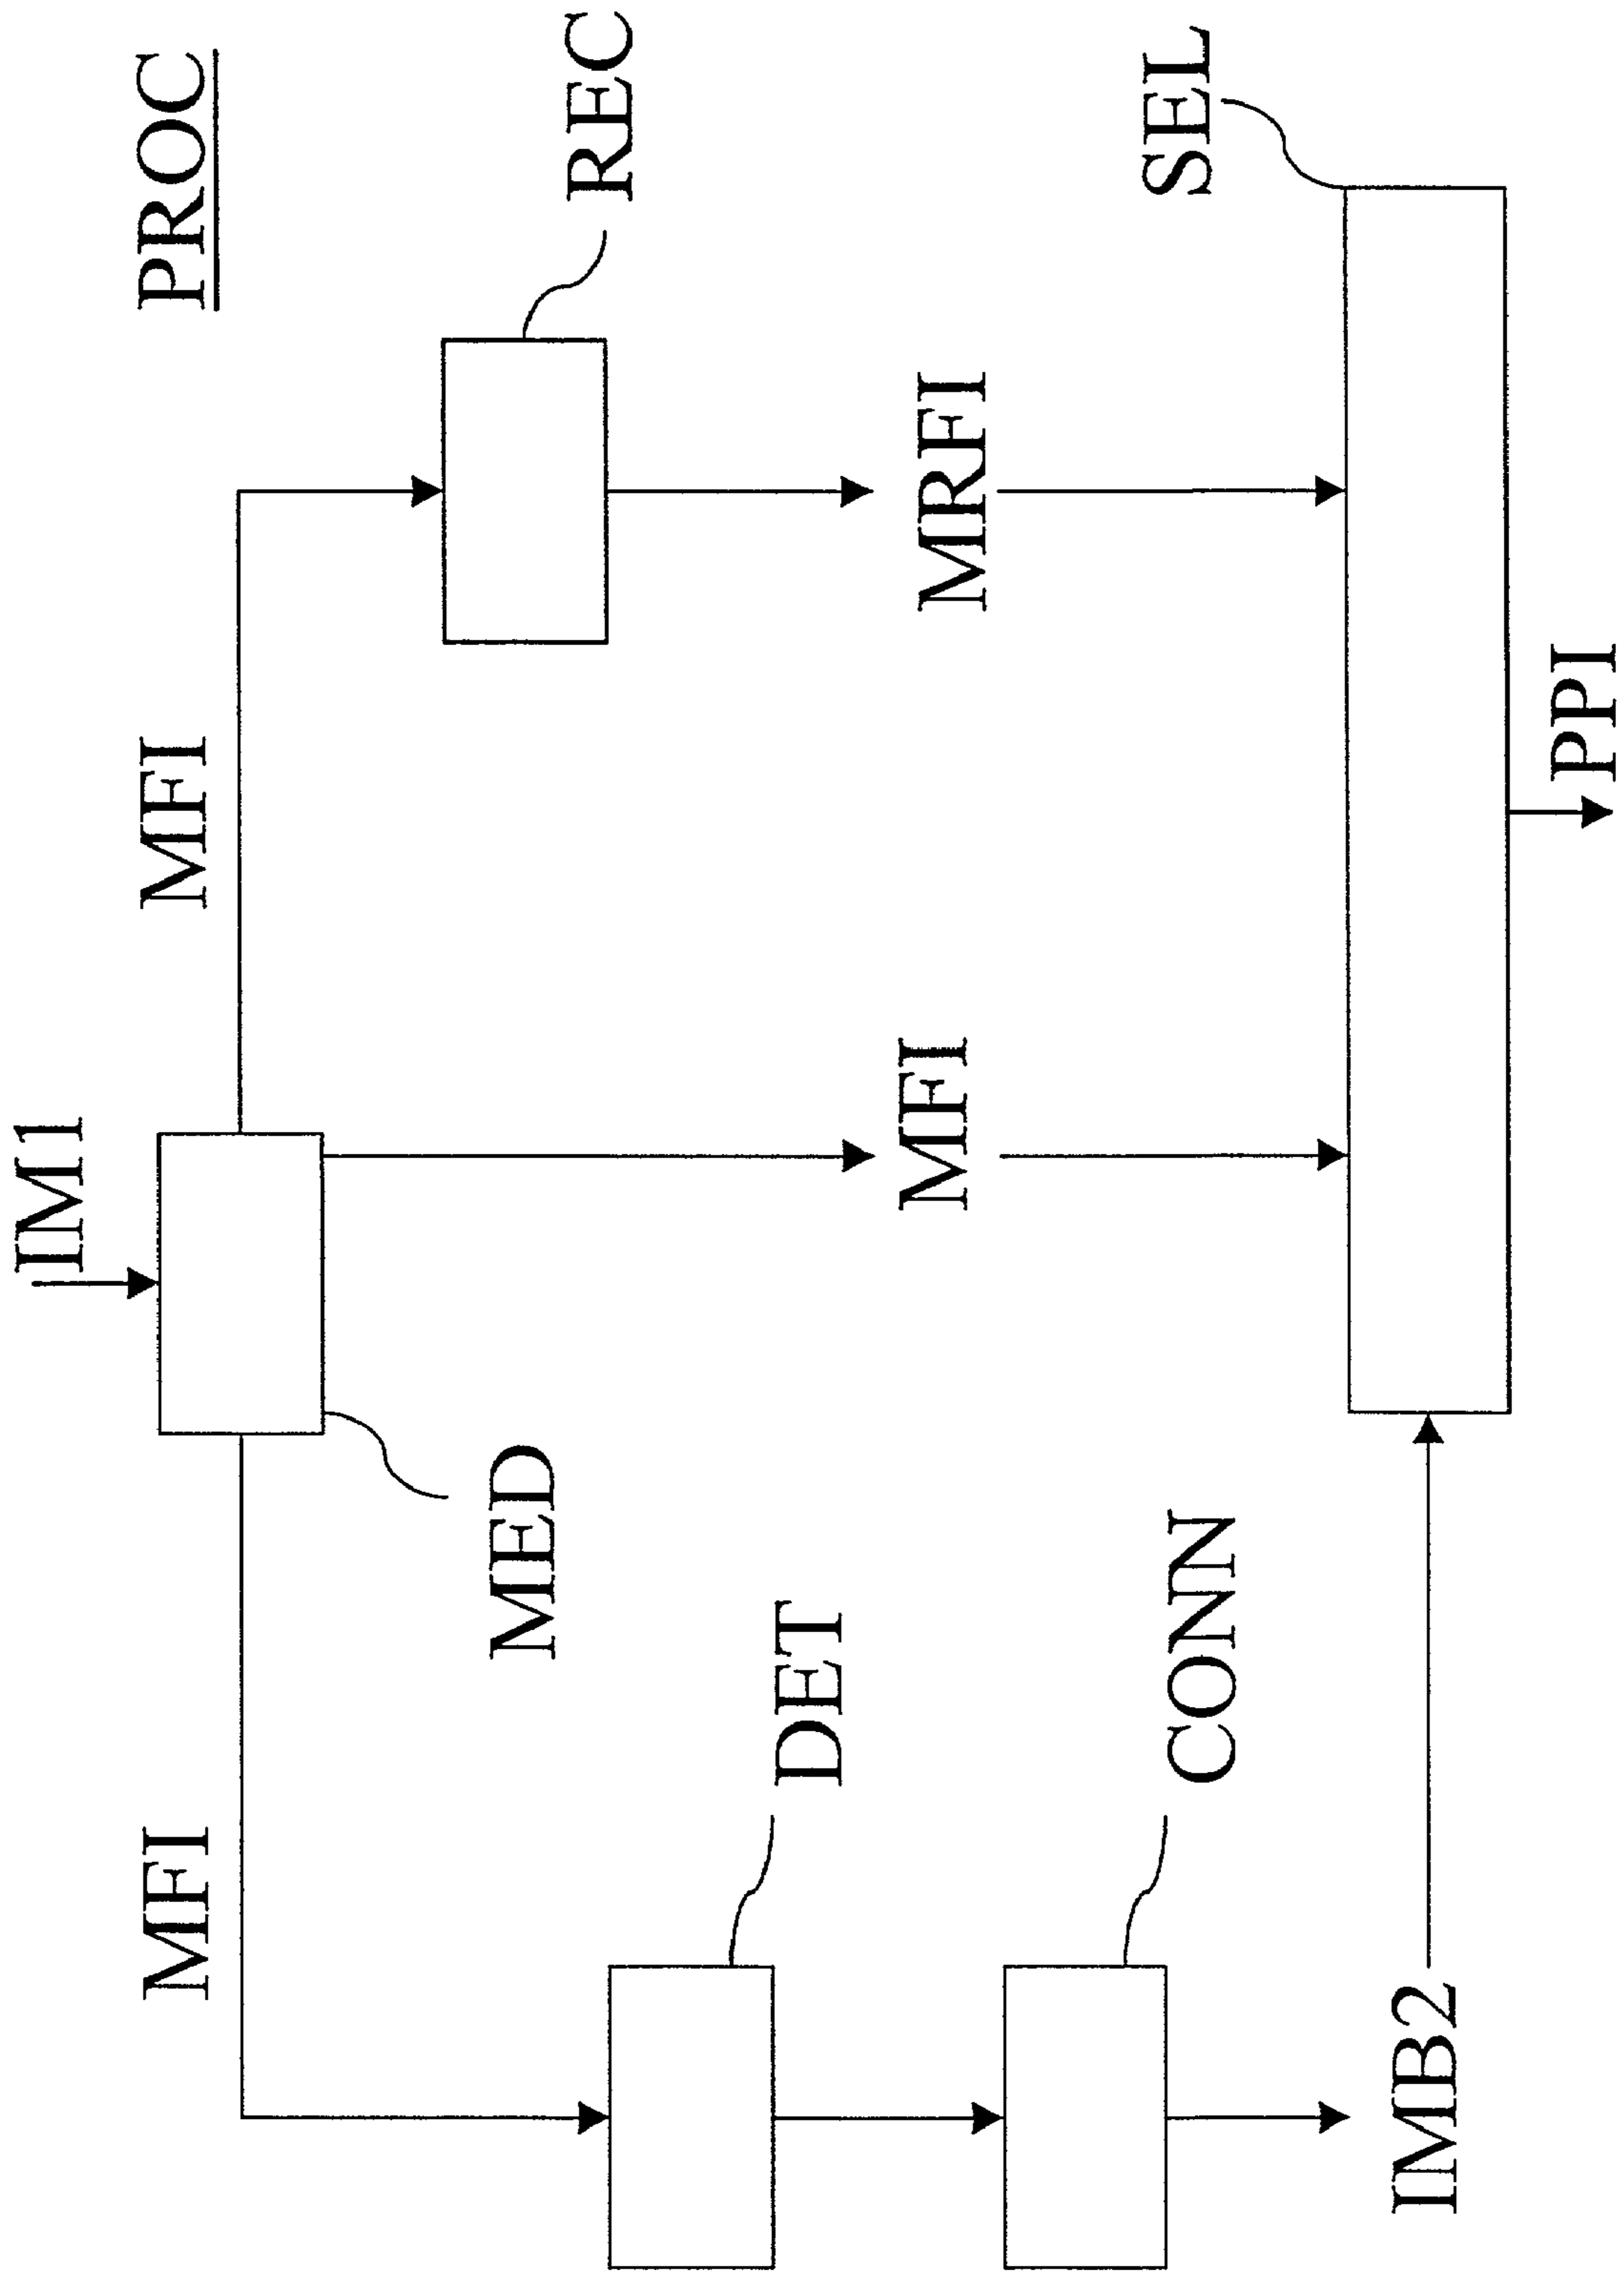 PROC
IM1
MFI
MFI
MED
REC
DET
MFI
MRFI
CONN
SEL
IMB2
PPI